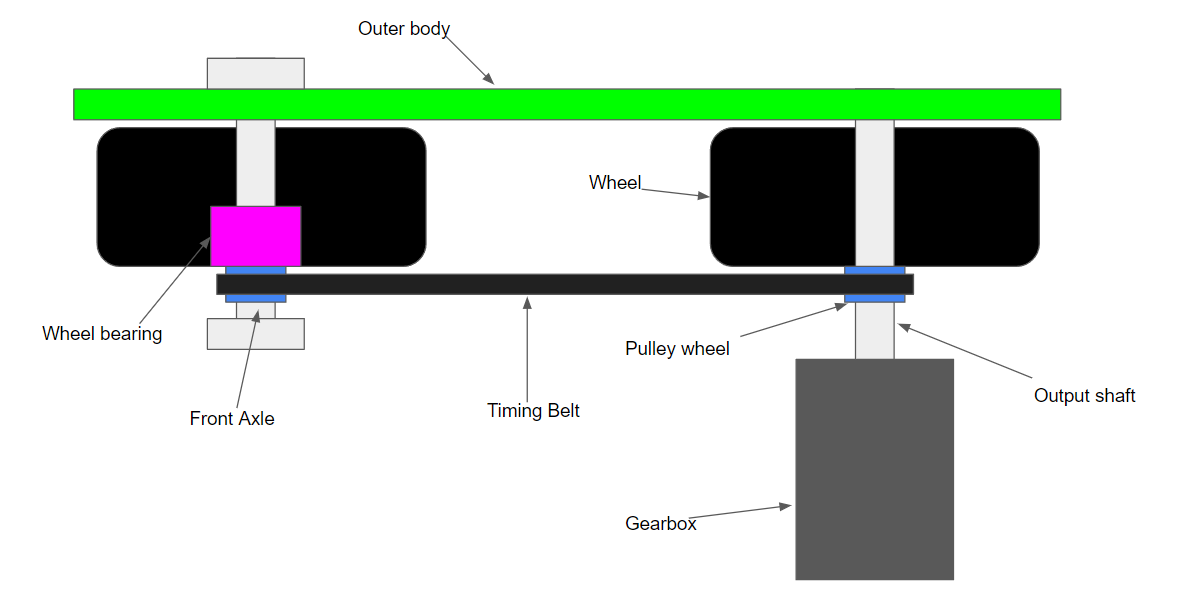 Outer body
Wheel
Wheel bearing
Pulley wheel
Output shaft
Timing Belt
Front Axle
Gearbox